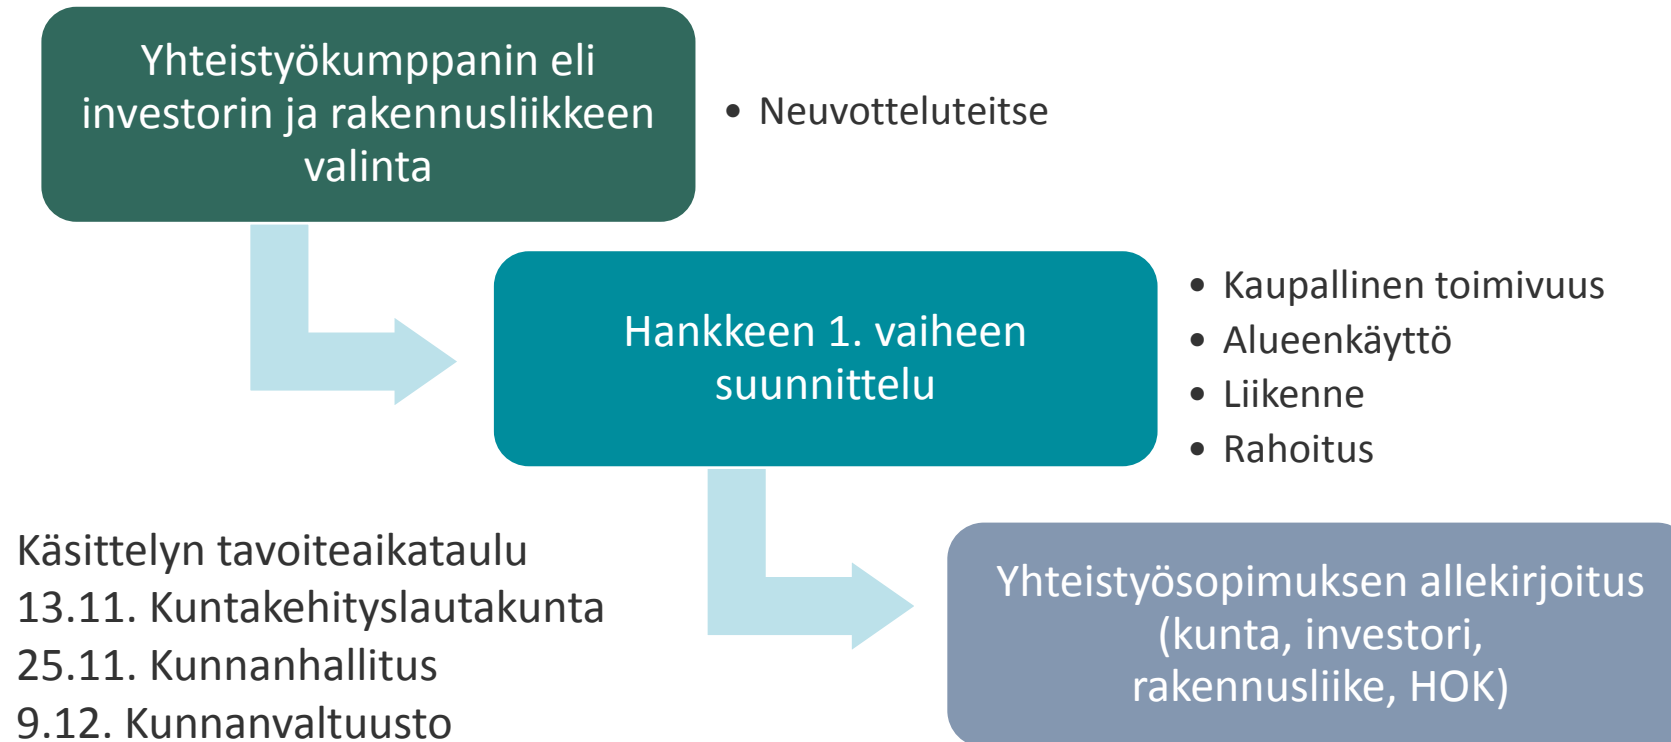 Yhteistyökumppanin eli
investorin ja rakennusliikkeen
valinta
• Neuvotteluteitse
Hankkeen 1. vaiheen
suunnittelu
• Kaupallinen toimivuus
• Alueenkäyttö
• Liikenne
• Rahoitus
Käsittelyn tavoiteaikataulu
13.11. Kuntakehityslautakunta
25.11. Kunnanhallitus
9.12. Kunnanvaltuusto
Yhteistyösopimuksen allekirjoitus
(kunta, investori,
rakennusliike, HOK)